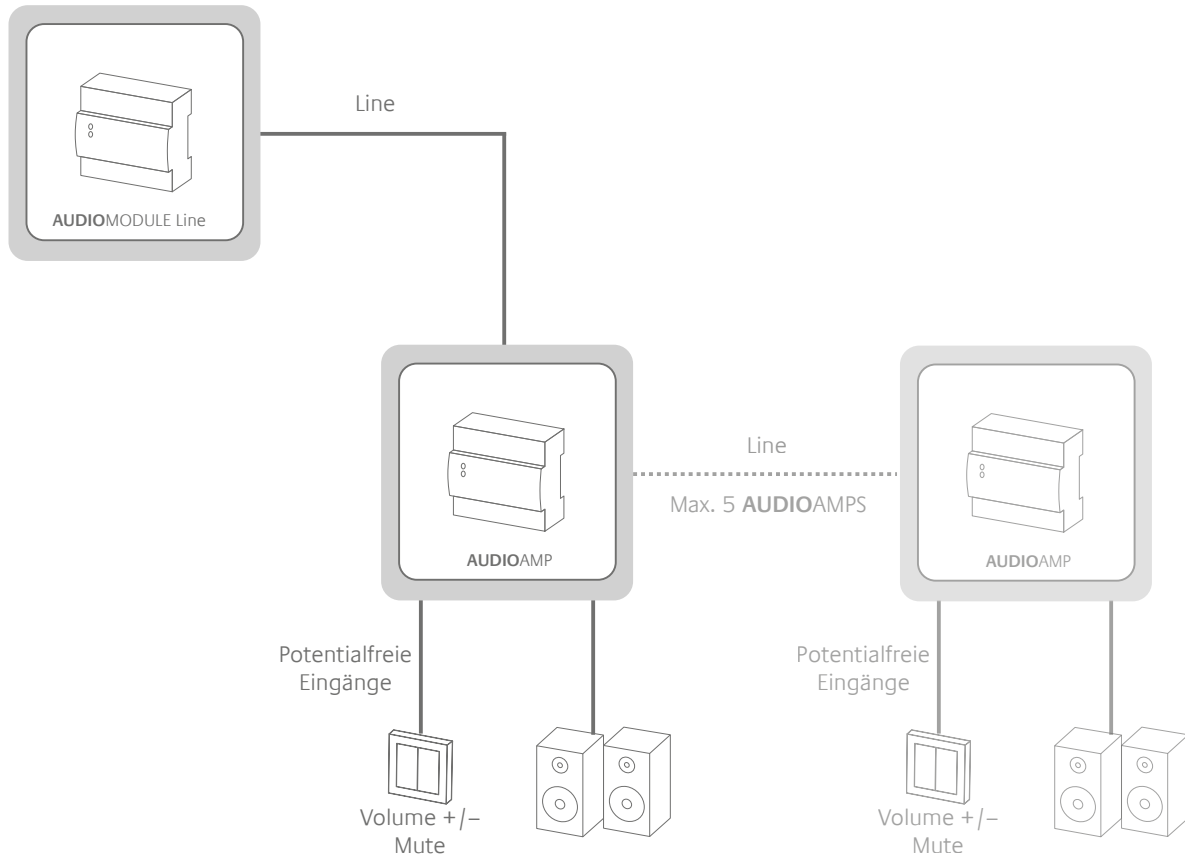 Line
AUDIOMODULE Line
Line
Max. 5 AUDIOAMPS
AUDIOAMP
AUDIOAMP
Potentialfreie
Eingänge
Potentialfreie
Eingänge
Volume +/–
Mute
Volume +/–
Mute